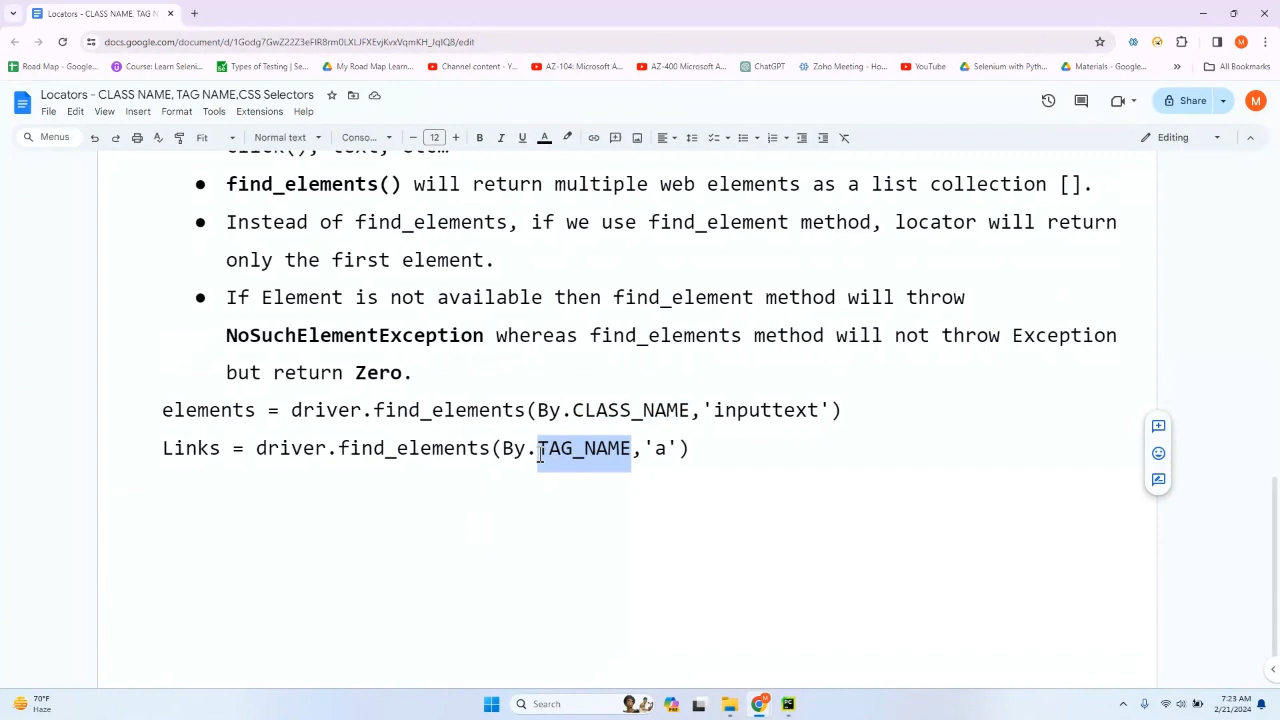 Locators - CLASS NAME, TAG N
docs.google.com/document/d/1Godg7GwZ22Z3eFIR8rm0LXLJFXEvjKvxVqmKH_JqIQ8/edit
Road Map - Google... Course: Learn Seleni... Types of Testing | Se... My Road Map Learni... Channel content - Y... AZ-104: Microsoft A... AZ-400 Microsoft A... ChatGPT Zoho Meeting - Ho... YouTube Selenium with Pyth... Materials - Google... » All Bookmarks
Locators - CLASS NAME, TAG NAME,CSS Selectors
File Edit View Insert Format Tools Extensions Help
Share M
Menus Fit Normal text Conso... - 12 + B I U A Editing
find_elements() will return multiple web elements as a list collection [].
Instead of find_elements, if we use find_element method, locator will return
only the first element.
If Element is not available then find_element method will throw
NoSuchElementException whereas find_elements method will not throw Exception
but return Zero.
elements = driver.find_elements(By.CLASS_NAME,'inputtext')
Links = driver.find_elements(By.TAG_NAME,'a')
70°F
Haze
Search
7:23 AM
2/21/2024